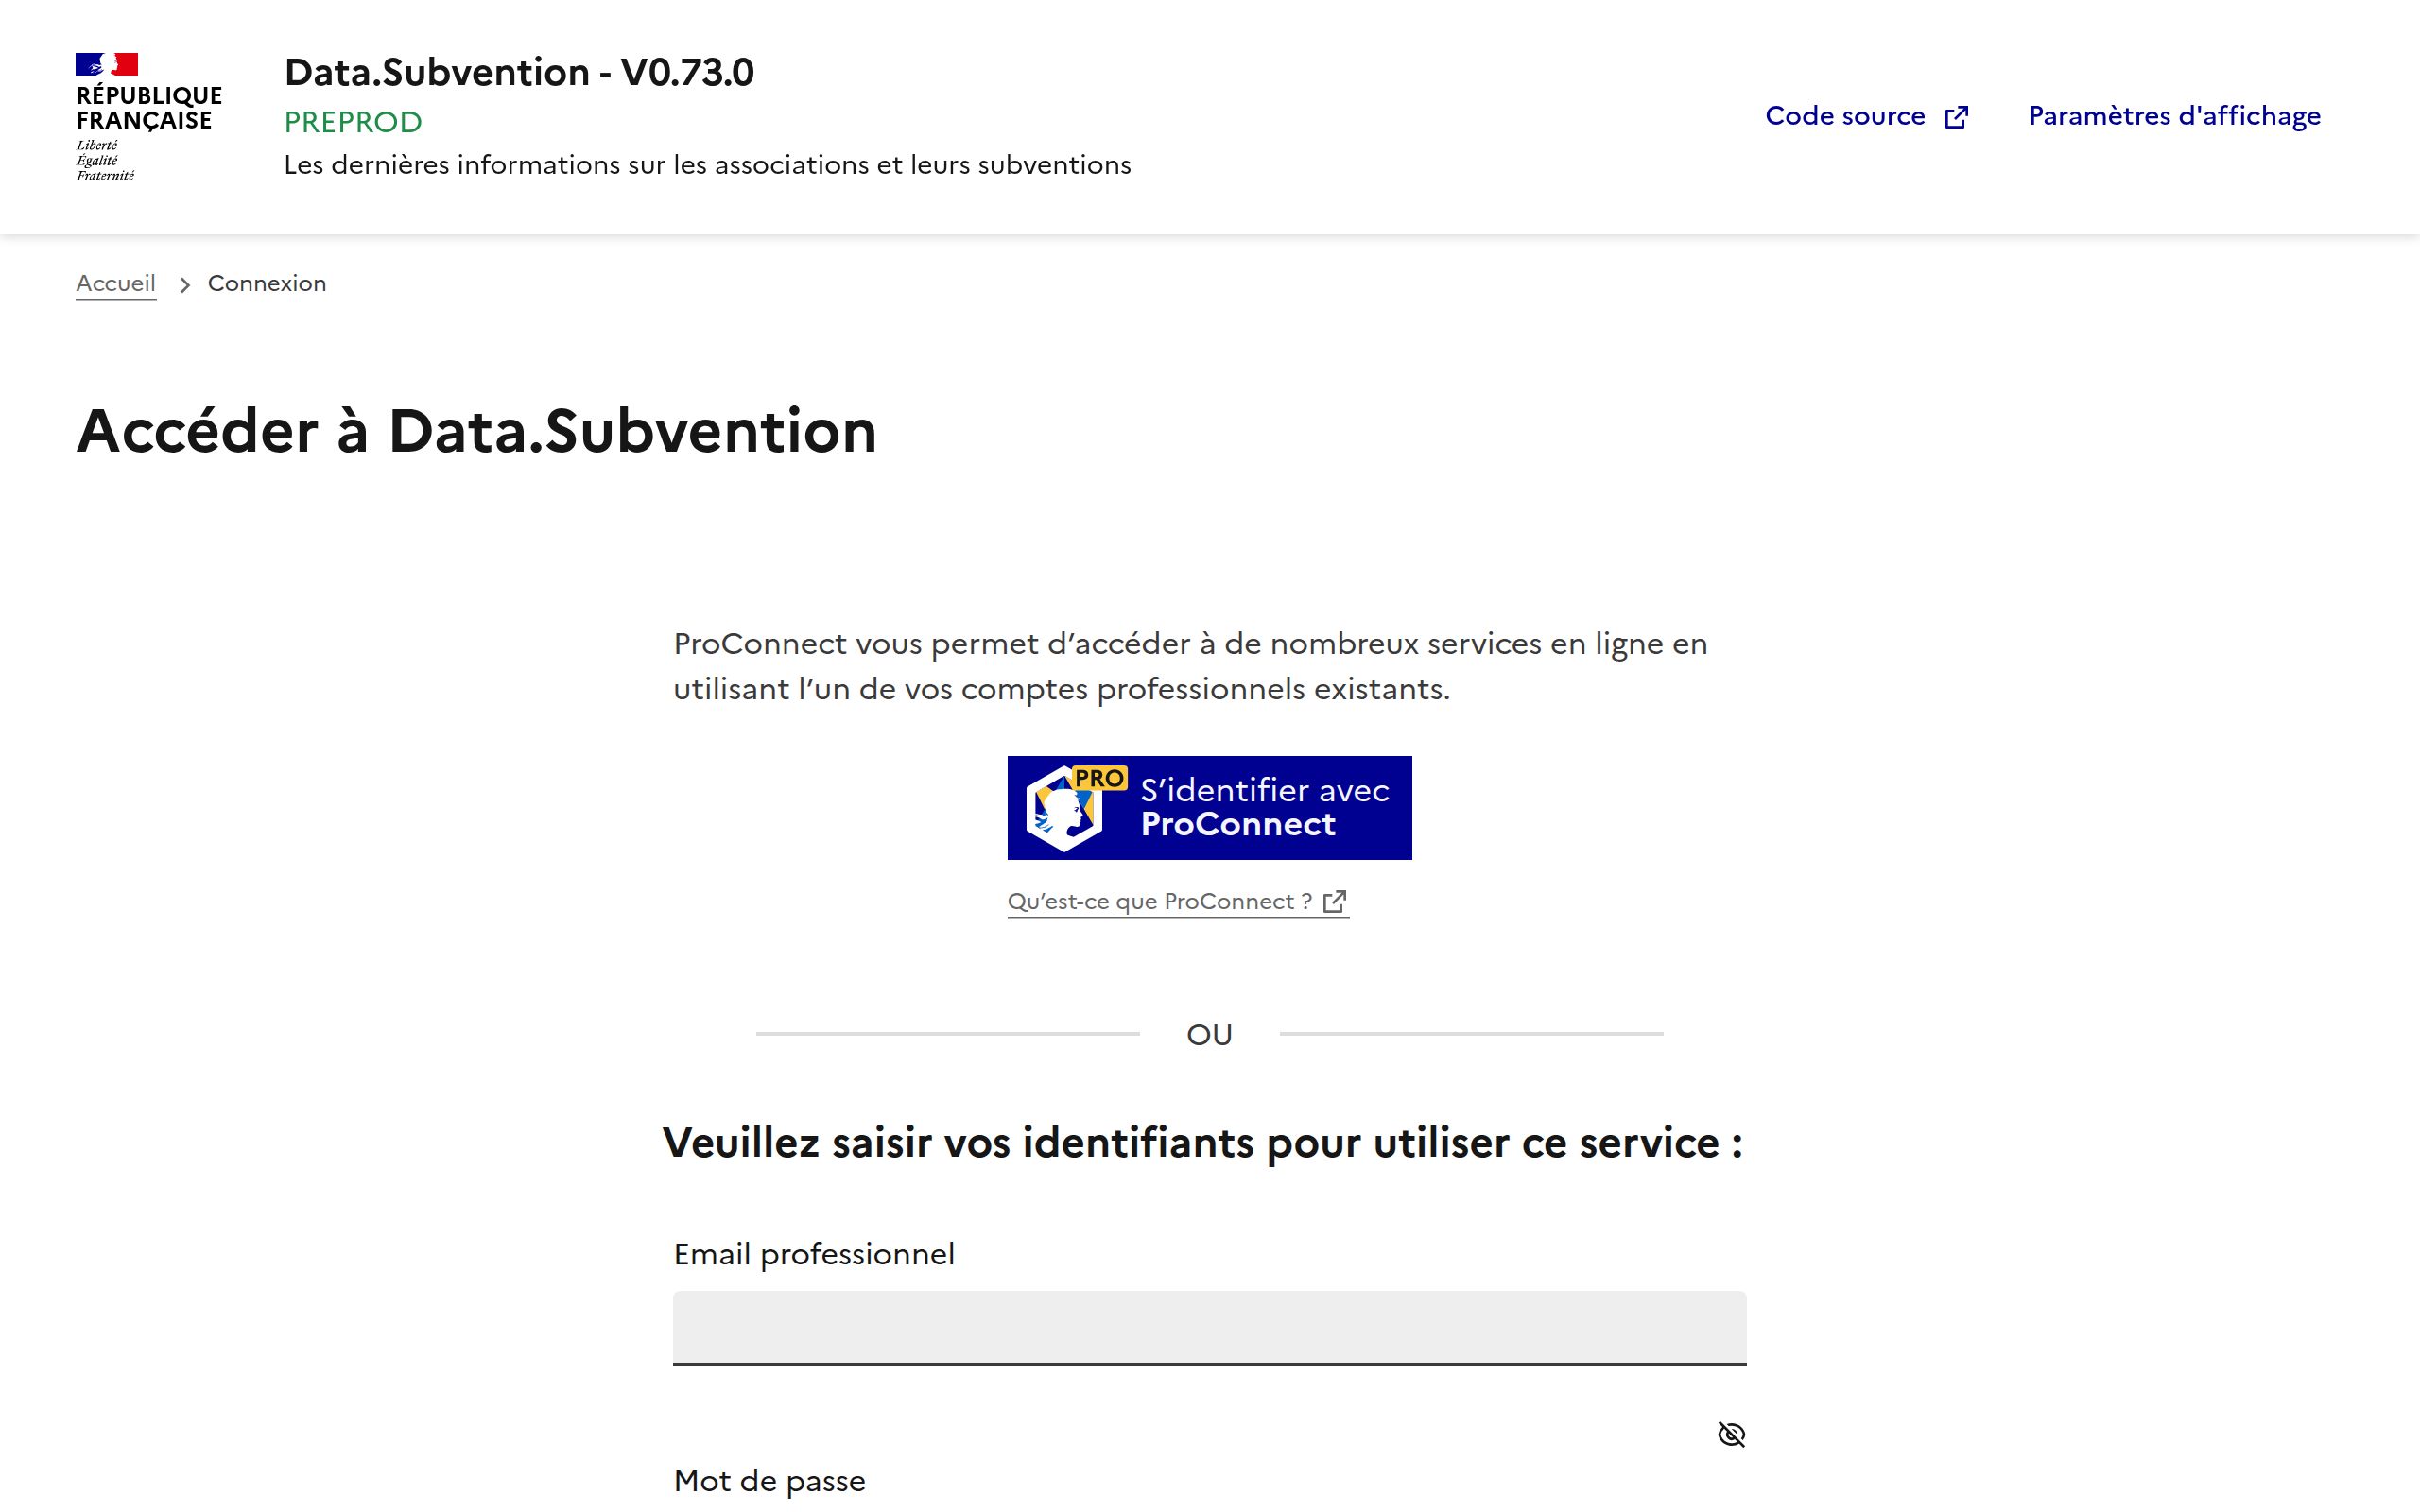 RÉPUBLIQUE
FRANÇAISE
Liberté
Égalité
Fraternité
Data.Subvention - V0.73.0
PREPROD
Les dernières informations sur les associations et leurs subventions
Code source
Paramètres d'affichage
Accueil
Connexion
Accéder à Data.Subvention
ProConnect vous permet d’accéder à de nombreux services en ligne en
utilisant l’un de vos comptes professionnels existants.
PRO
S’identifier avec
ProConnect
Qu’est-ce que ProConnect ?
OU
Veuillez saisir vos identifiants pour utiliser ce service :
Email professionnel
Mot de passe